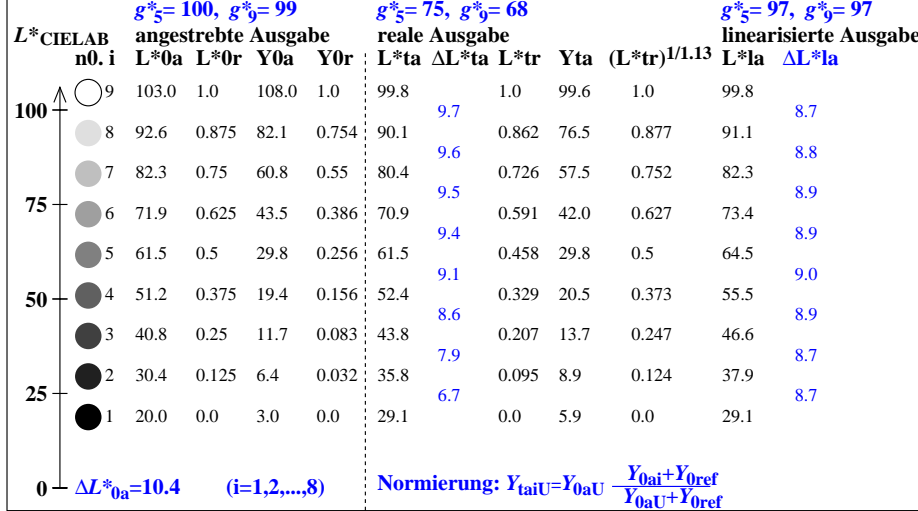 g*5= 100, g*9= 99 g*5= 75, g*9= 68 g*5= 97, g*9= 97
L*CIELAB angestrebte Ausgabe reale Ausgabe linearisierte Ausgabe
n0. i L*0a L*0r Y0a Y0r L*ta ΔL*ta L*tr Yta (L*tr)1/1.13 L*la ΔL*la
9 103.0 1.0 108.0 1.0 99.8 1.0 99.6 1.0 99.8
100 9.7 8.7
8 92.6 0.875 82.1 0.754 90.1 0.862 76.5 0.877 91.1
9.6 8.8
7 82.3 0.75 60.8 0.55 80.4 0.726 57.5 0.752 82.3
75 9.5 8.9
6 71.9 0.625 43.5 0.386 70.9 0.591 42.0 0.627 73.4
9.4 8.9
5 61.5 0.5 29.8 0.256 61.5 0.458 29.8 0.5 64.5
9.1 9.0
4 51.2 0.375 19.4 0.156 52.4 0.329 20.5 0.373 55.5
50 8.6 8.9
3 40.8 0.25 11.7 0.083 43.8 0.207 13.7 0.247 46.6
7.9 8.7
2 30.4 0.125 6.4 0.032 35.8 0.095 8.9 0.124 37.9
25 6.7 8.7
1 20.0 0.0 3.0 0.0 29.1 0.0 5.9 0.0 29.1
0 ΔL*0a=10.4 (i=1,2,...,8) Normierung: YtaiU=Y0aU Y0ai+Y0ref
Y0aU+Y0ref